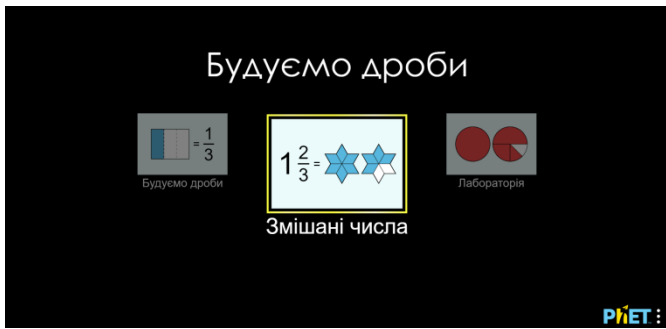 Будуємо дроби
= 1/3
Будуємо дроби
1 2/3 =
Змішані числа
Лабораторія
PhET